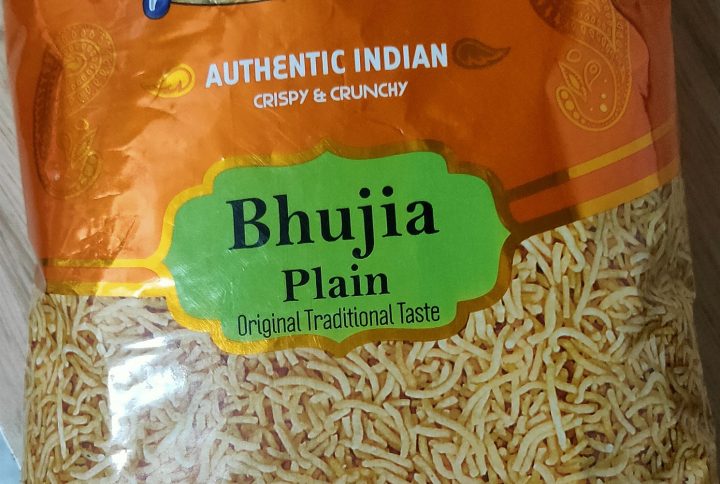 AUTHENTIC INDIAN
CRISPY & CRUNCHY
Bhujia
Plain
Original Traditional Taste